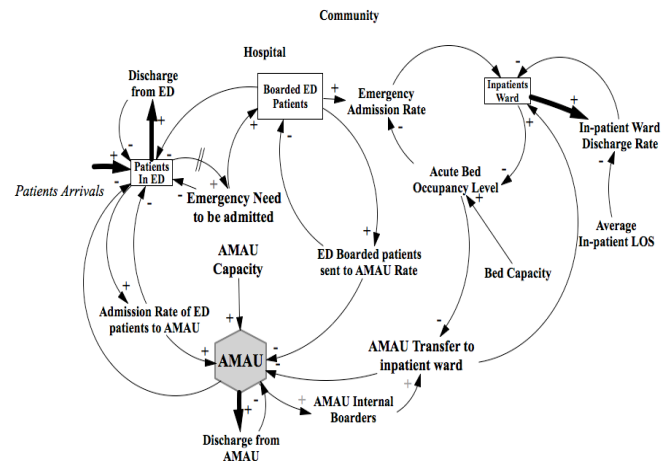 Community
Hospital
Discharge
from ED
Boarded ED
Patients
Emergency
Admission Rate
Inpatients
Ward
In-patient Ward
Discharge Rate
Patients
In ED
Patients Arrivals
Emergency Need
to be admitted
Acute Bed
Occupancy Level
Average
In-patient LOS
AMAU
Capacity
ED Boarded patients
sent to AMAU Rate
Bed Capacity
Admission Rate of ED
patients to AMAU
AMAU
AMAU Transfer to
inpatient ward
AMAU Internal
Boarders
Discharge from
AMAU